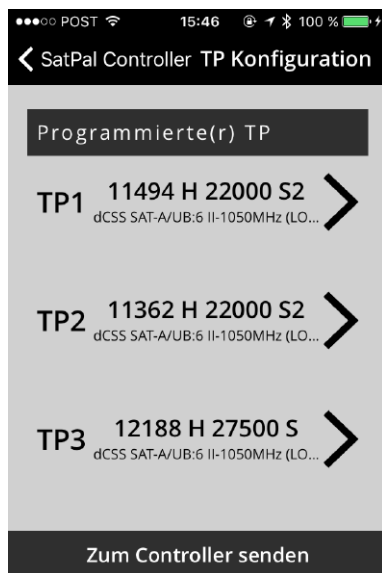 POST 15:46 100 %
SatPal Controller TP Konfiguration
Programmierte(r) TP
TP1 11494 H 22000 S2
dCSS SAT-A/UB:6 II-1050MHz (LO...
TP2 11362 H 22000 S2
dCSS SAT-A/UB:6 II-1050MHz (LO...
TP3 12188 H 27500 S
dCSS SAT-A/UB:6 II-1050MHz (LO...
Zum Controller senden